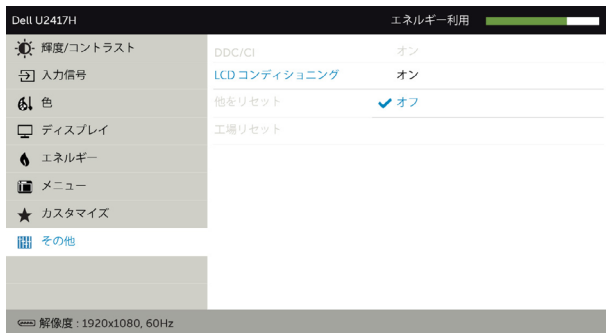 Dell U2417H エネルギー利用
輝度/コントラスト
DDC/CI オン
入力信号
LCD コンディショニング オン
色
他をリセット オフ
ディスプレイ
工場リセット
エネルギー
メニュー
カスタマイズ
その他
解像度 : 1920x1080, 60Hz